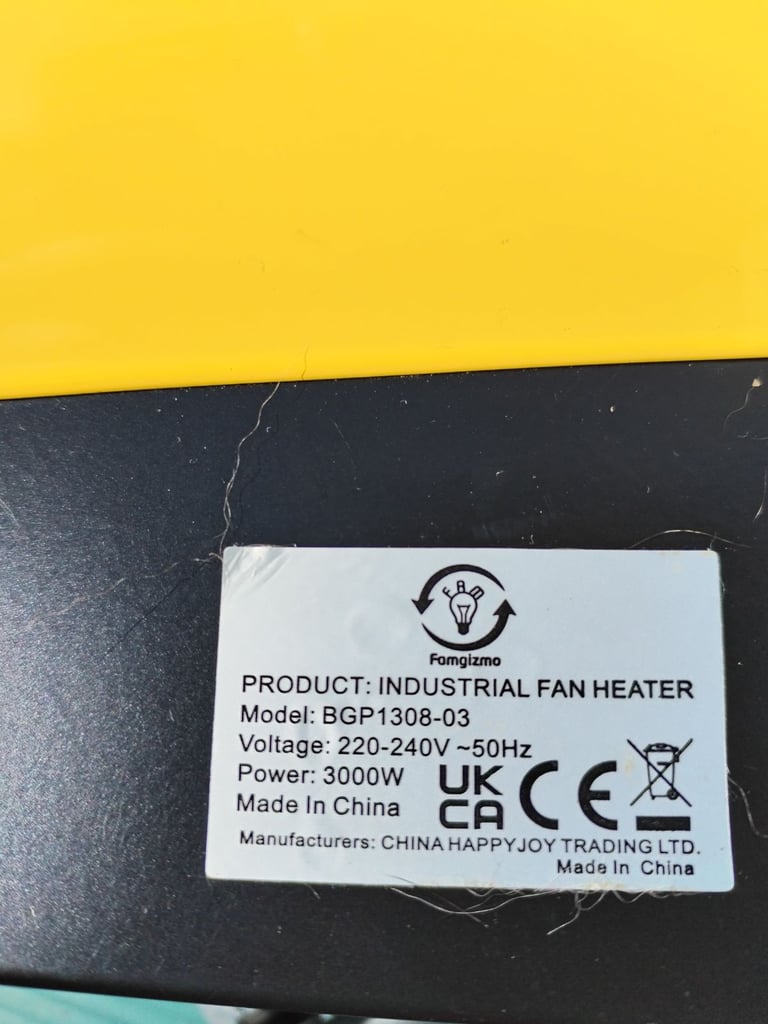 FBD
Famgizmo
PRODUCT: INDUSTRIAL FAN HEATER
Model: BGP1308-03
Voltage: 220-240V ~50Hz
Power: 3000W
Made In China
UK
CA
CE
Manufacturers: CHINA HAPPYJOY TRADING LTD.
Made In China